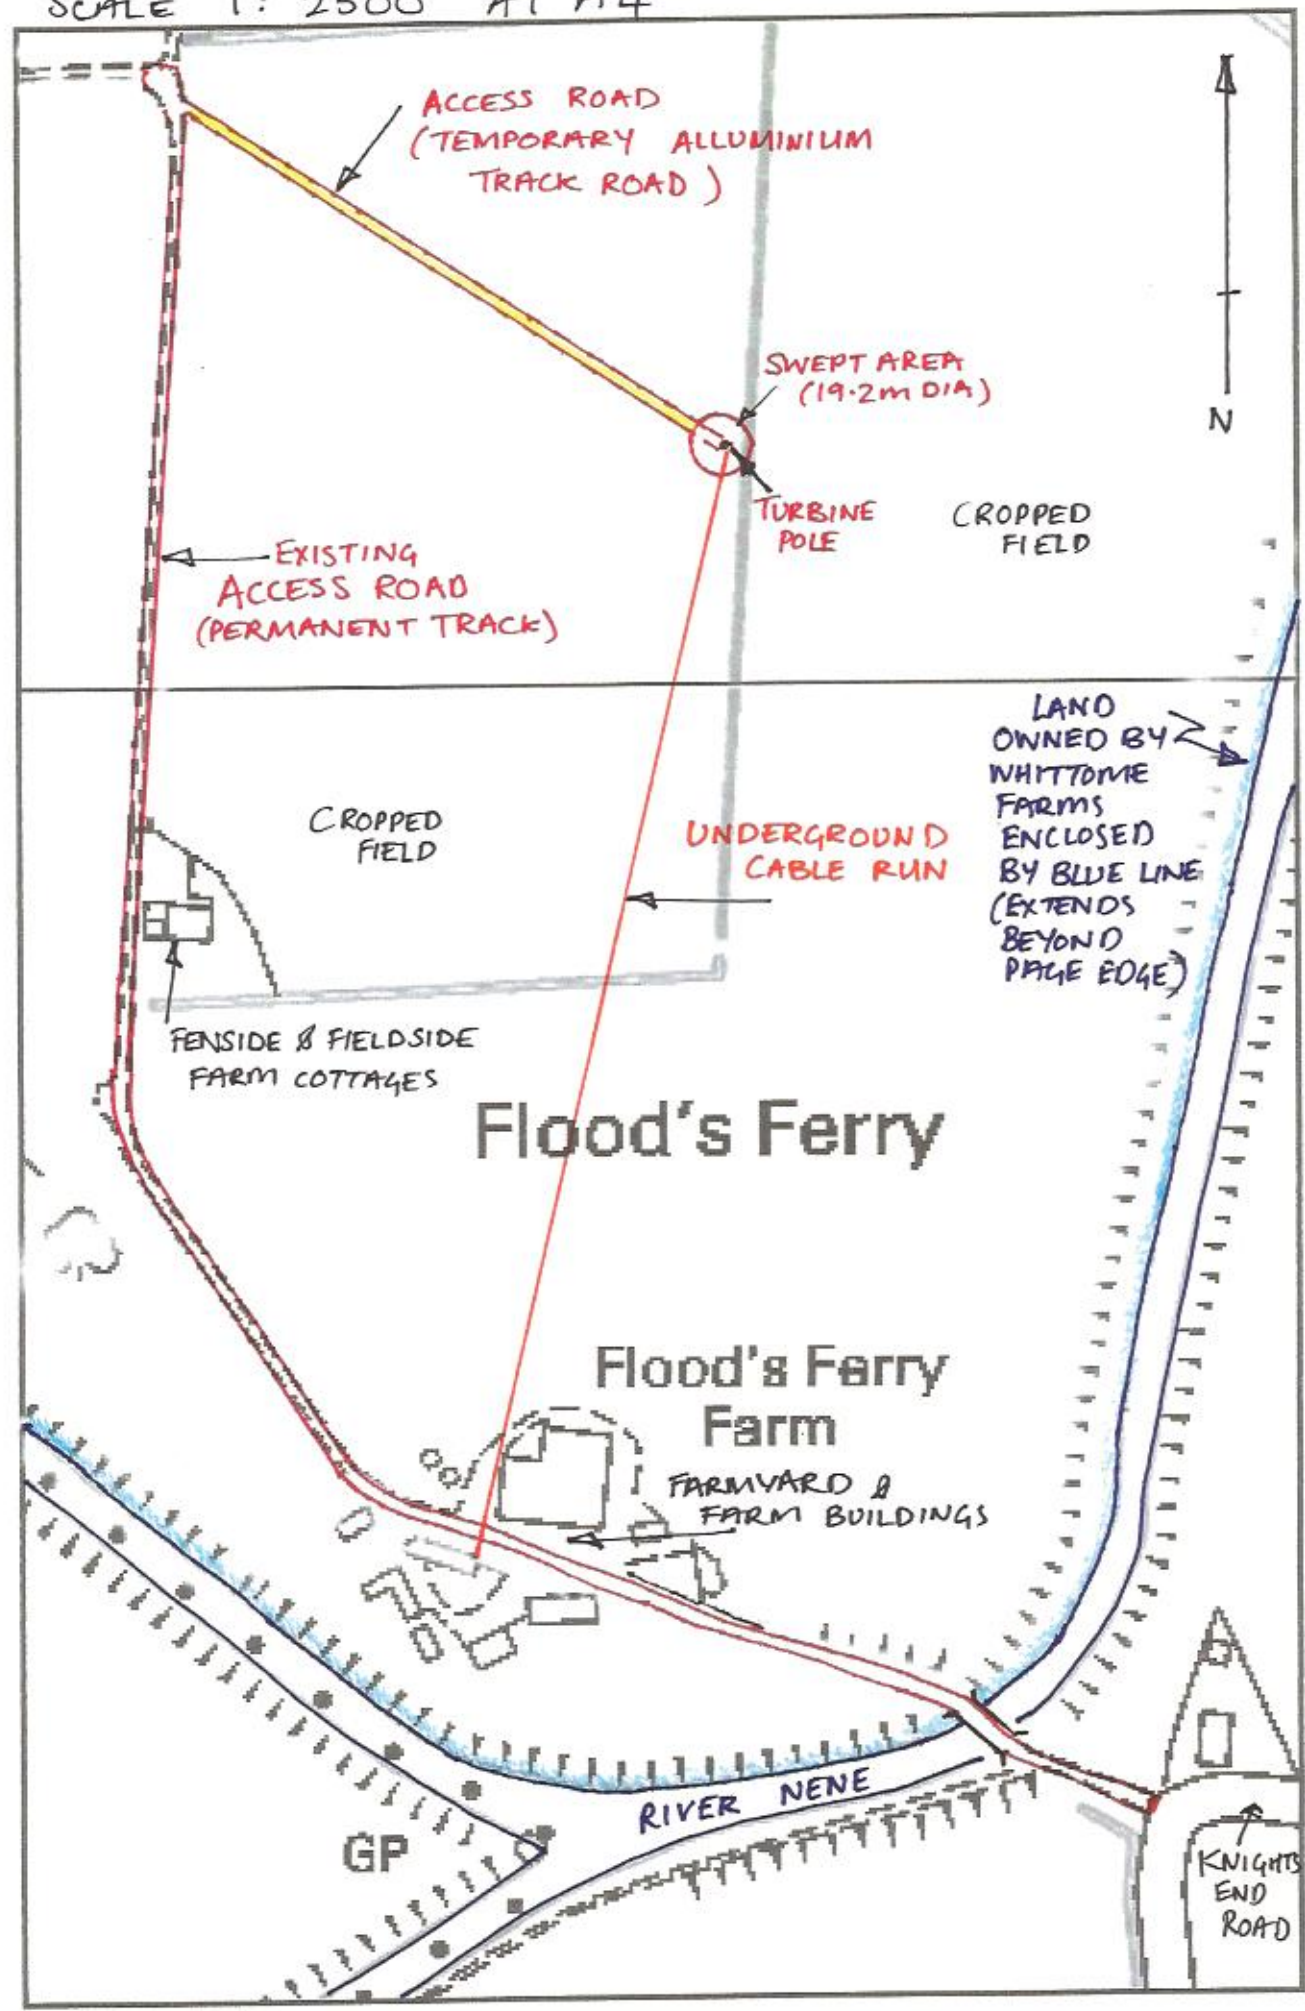 SCALE 1: 2500 AT A4
ACCESS ROAD
(TEMPORARY ALLUMINIUM
TRACK ROAD)
SWEPT AREA
(19.2m DIA)
N
TURBINE
POLE
CROPPED
FIELD
EXISTING
ACCESS ROAD
(PERMANENT TRACK)
LAND
OWNED BY
WHITTOME
FARMS
ENCLOSED
BY BLUE LINE
(EXTENDS
BEYOND
PAGE EDGE)
CROPPED
FIELD
UNDERGROUND
CABLE RUN
FENSIDE & FIELDSIDE
FARM COTTAGES
Flood's Ferry
Flood's Ferry
Farm
FARMYARD &
FARM BUILDINGS
RIVER NENE
GP
KNIGHTS
END
ROAD